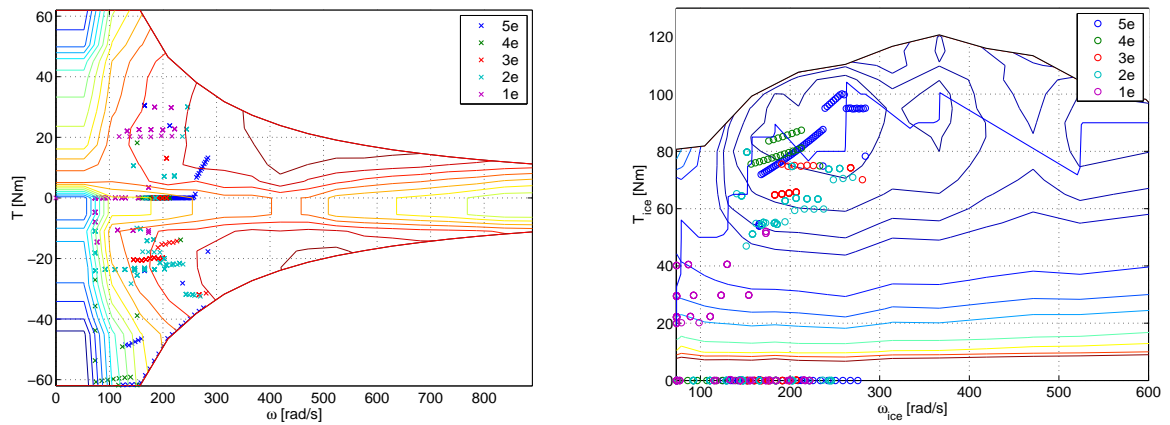 60
40
20
0
−20
−40
−60
T [Nm]
0 100 200 300 400 500 600 700 800
ω [rad/s]
5e
4e
3e
2e
1e
120
100
80
60
40
20
0
T_ice [Nm]
100 200 300 400 500 600
ω_ice [rad/s]
5e
4e
3e
2e
1e